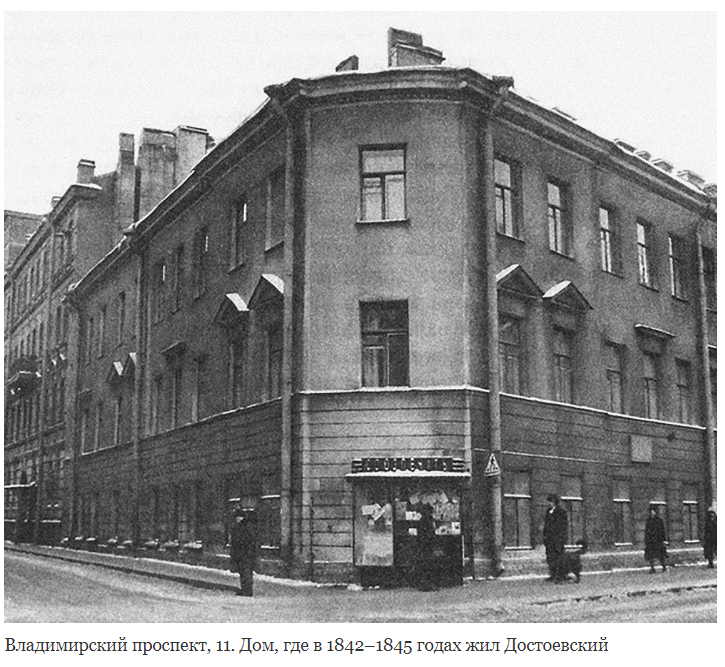 Владимирский проспект, 11. Дом, где в 1842–1845 годах жил Достоевский